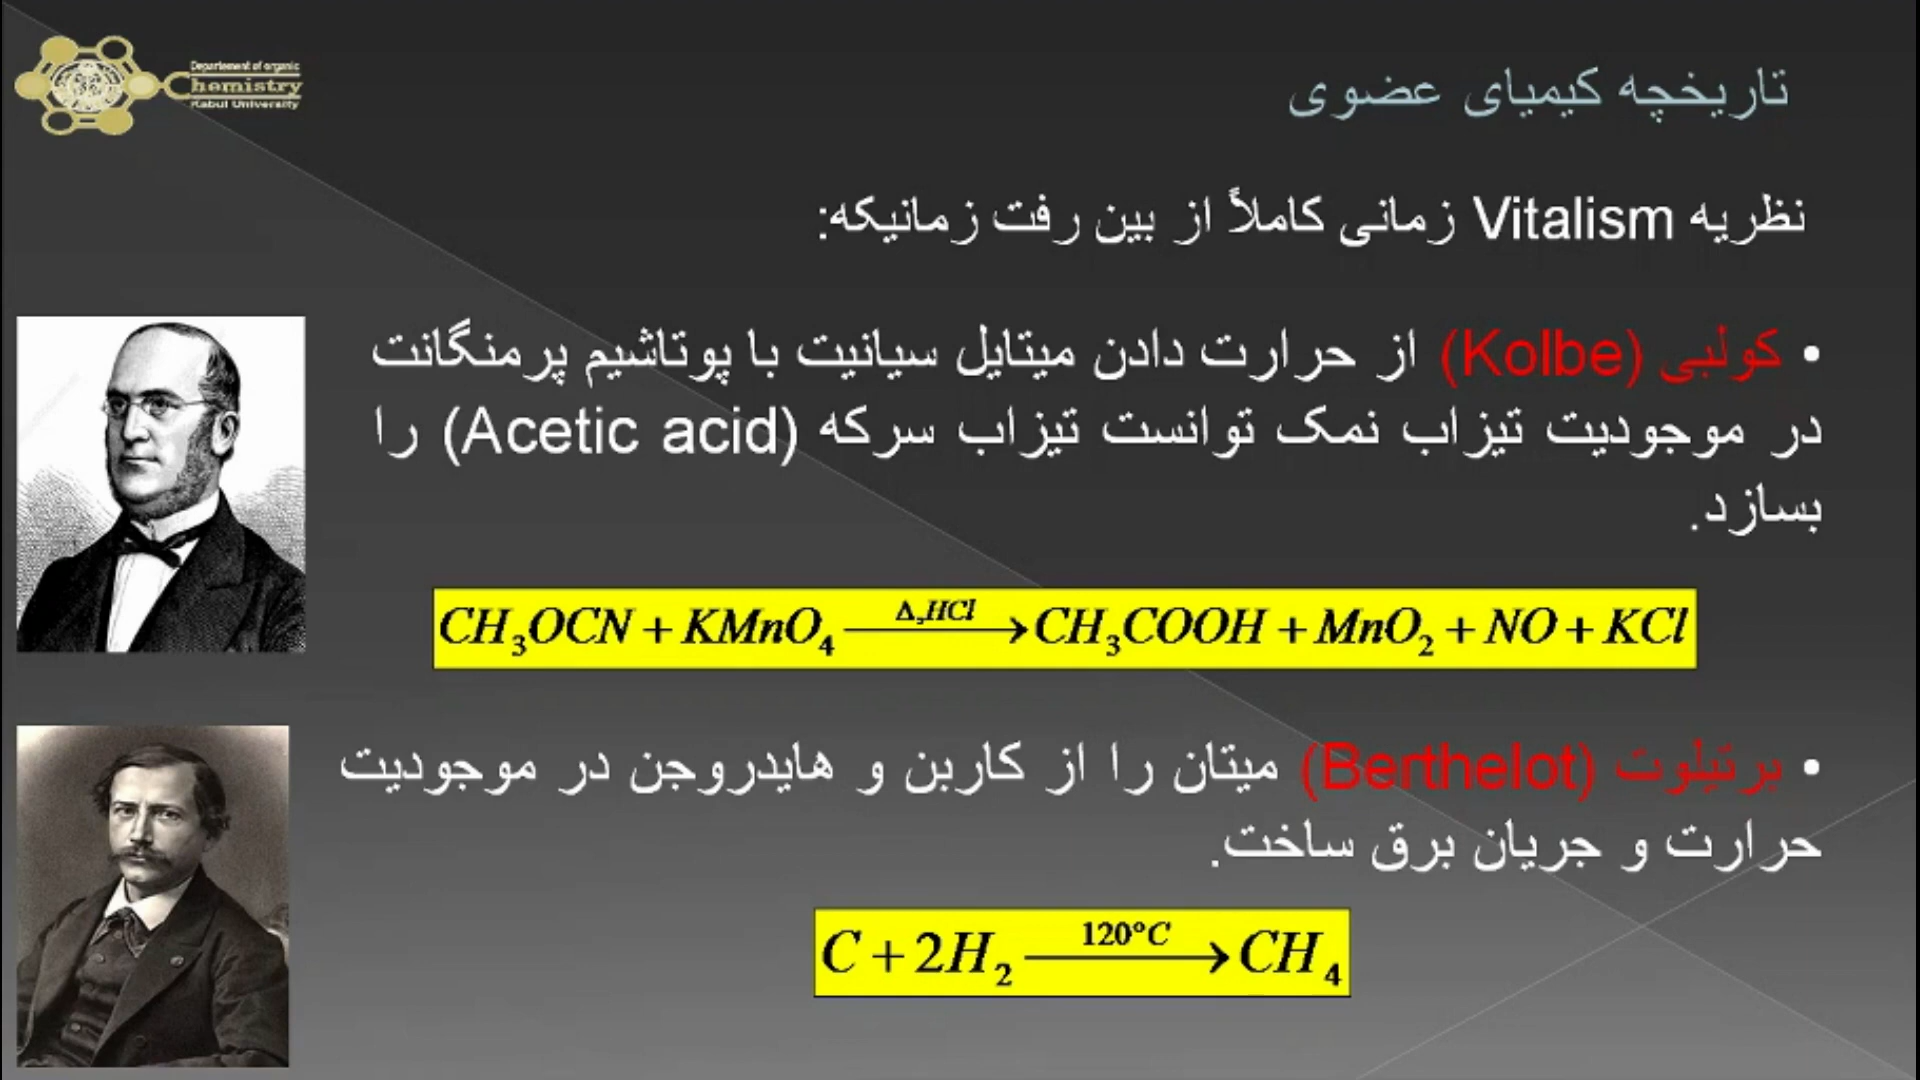 Departement of organic
Chemistry
Kabul University
تاریخچه کیمیای عضوی
نظریه Vitalism زمانی کاملاً از بین رفت زمانیکه:
• کولبی (Kolbe) از حرارت دادن میتایل سیانیت با پوتاشیم پرمنگانت
در موجودیت تیزاب نمک توانست تیزاب سرکه (Acetic acid) را
بسازد.
CH₃OCN + KMnO₄ —Δ,HCl→ CH₃COOH + MnO₂ + NO + KCl
• برتیلوت (Berthelot) میتان را از کاربن و هایدروجن در موجودیت
حرارت و جریان برق ساخت.
C + 2H₂ —120°C→ CH₄